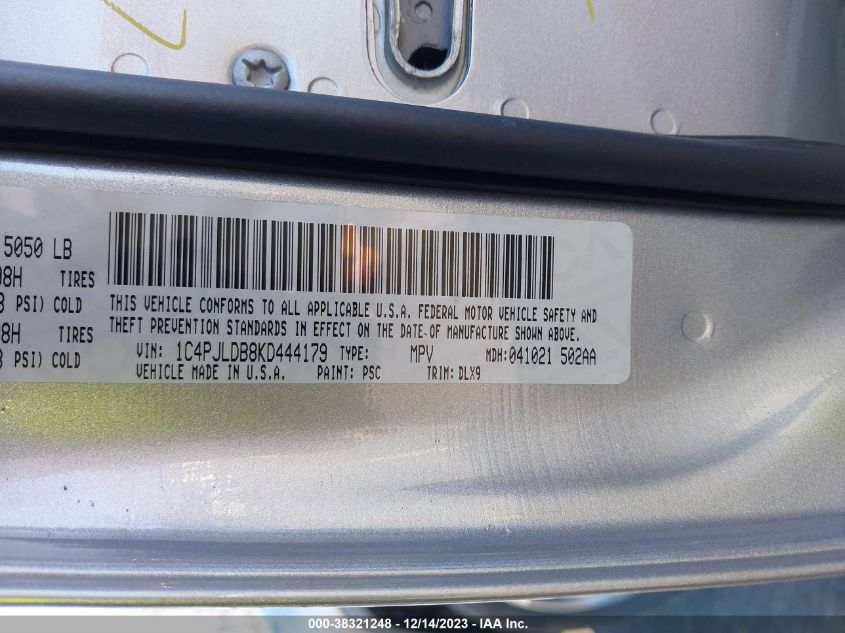 5050 LB
8H TIRES
PSI) COLD
8H TIRES
PSI) COLD
THIS VEHICLE CONFORMS TO ALL APPLICABLE U.S.A. FEDERAL MOTOR VEHICLE SAFETY AND
THEFT PREVENTION STANDARDS IN EFFECT ON THE DATE OF MANUFACTURE SHOWN ABOVE.
VIN: 1C4PJLDB8KD444179 TYPE: MPV MDH: 041021 502AA
VEHICLE MADE IN U.S.A. PAINT: PSC TRIM: DLX9
000-38321248 - 12/14/2023 - IAA Inc.